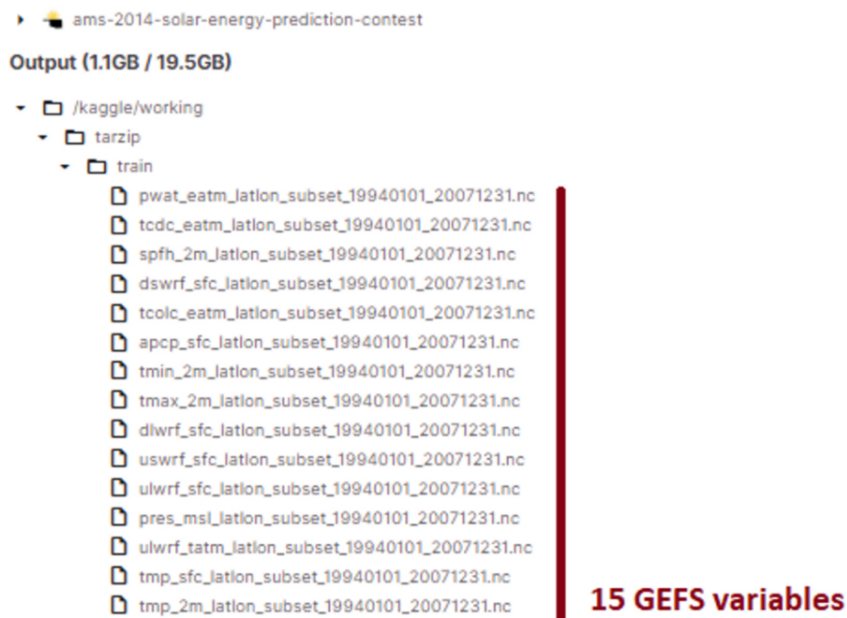 ams-2014-solar-energy-prediction-contest
Output (1.1GB / 19.5GB)
/kaggle/working
tarzip
train
pwat_eatm_latlon_subset_19940101_20071231.nc
tcdc_eatm_latlon_subset_19940101_20071231.nc
spfh_2m_latlon_subset_19940101_20071231.nc
dswrf_sfc_latlon_subset_19940101_20071231.nc
tcolc_eatm_latlon_subset_19940101_20071231.nc
apcp_sfc_latlon_subset_19940101_20071231.nc
tmin_2m_latlon_subset_19940101_20071231.nc
tmax_2m_latlon_subset_19940101_20071231.nc
dlwrf_sfc_latlon_subset_19940101_20071231.nc
uswrf_sfc_latlon_subset_19940101_20071231.nc
ulwrf_sfc_latlon_subset_19940101_20071231.nc
pres_msl_latlon_subset_19940101_20071231.nc
ulwrf_tatm_latlon_subset_19940101_20071231.nc
tmp_sfc_latlon_subset_19940101_20071231.nc
tmp_2m_latlon_subset_19940101_20071231.nc
15 GEFS variables